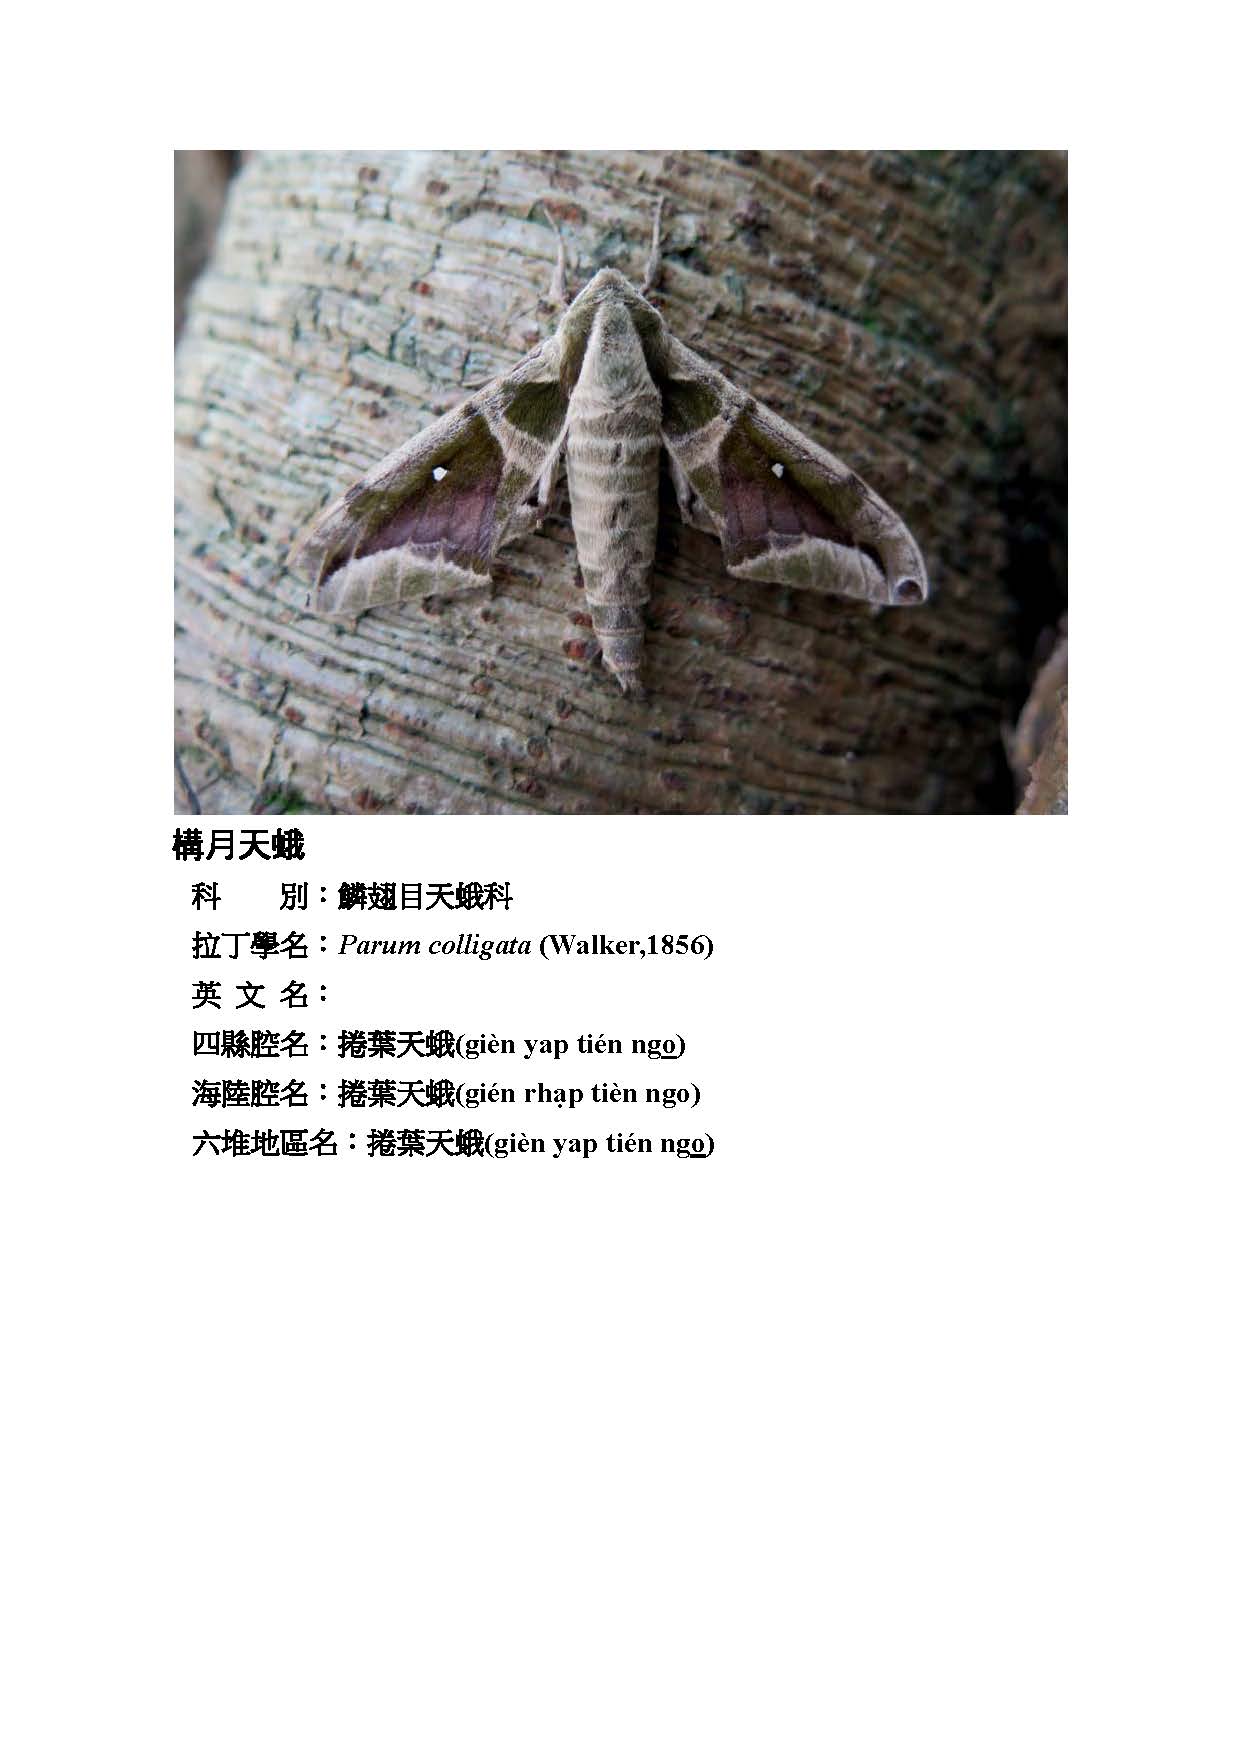 構月天蛾
科　　別：鱗翅目天蛾科
拉丁學名：Parum colligata (Walker,1856)
英 文 名：
四縣腔名：捲葉天蛾(gièn yap tién ngo)
海陸腔名：捲葉天蛾(gién rhap tièn ngo)
六堆地區名：捲葉天蛾(gièn yap tién ngo)